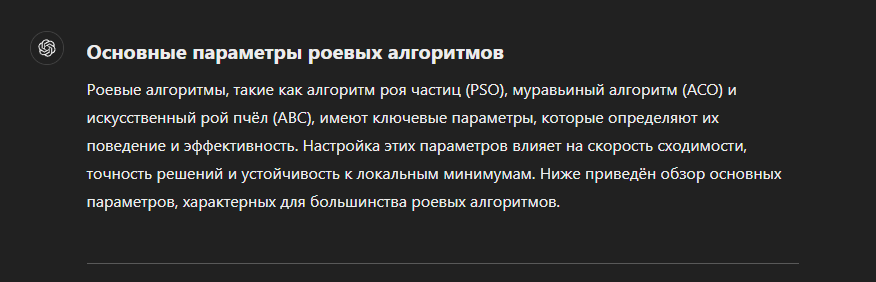 Основные параметры роевых алгоритмов
Роевые алгоритмы, такие как алгоритм роя частиц (PSO), муравьиный алгоритм (ACO) и
искусственный рой пчёл (ABC), имеют ключевые параметры, которые определяют их
поведение и эффективность. Настройка этих параметров влияет на скорость сходимости,
точность решений и устойчивость к локальным минимумам. Ниже приведён обзор основных
параметров, характерных для большинства роевых алгоритмов.